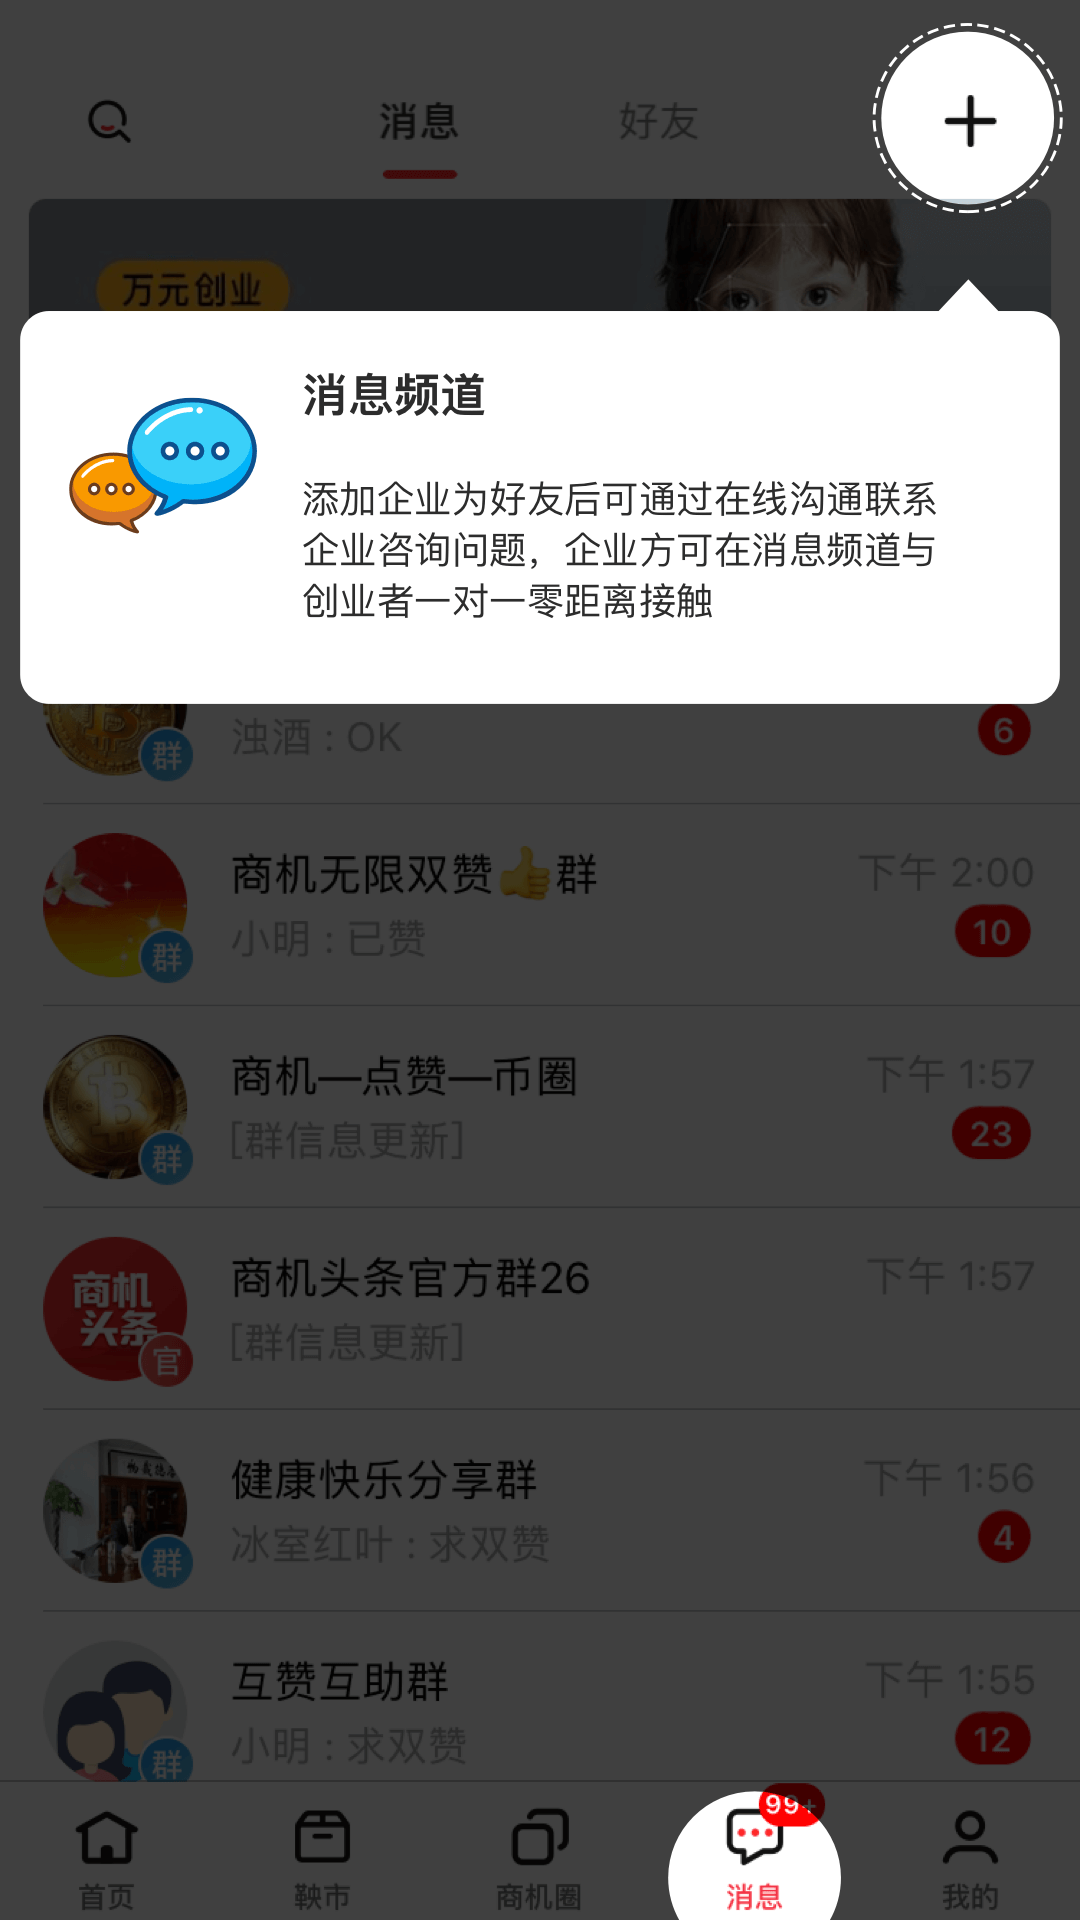 消息
好友
万元创业
消息频道
添加企业为好友后可通过在线沟通联系
企业咨询问题，企业方可在消息频道与
创业者一对一零距离接触
群
浊酒：OK
6
商机无限双赞👍群
下午 2:00
群
小明：已赞
10
商机—点赞—币圈
下午 1:57
群
[群信息更新]
23
商机
头条
官
商机头条官方群26
下午 1:57
[群信息更新]
健康快乐分享群
下午 1:56
群
冰室红叶：求双赞
4
互赞互助群
下午 1:55
群
小明：求双赞
12
99+
首页
鞅市
商机圈
消息
我的